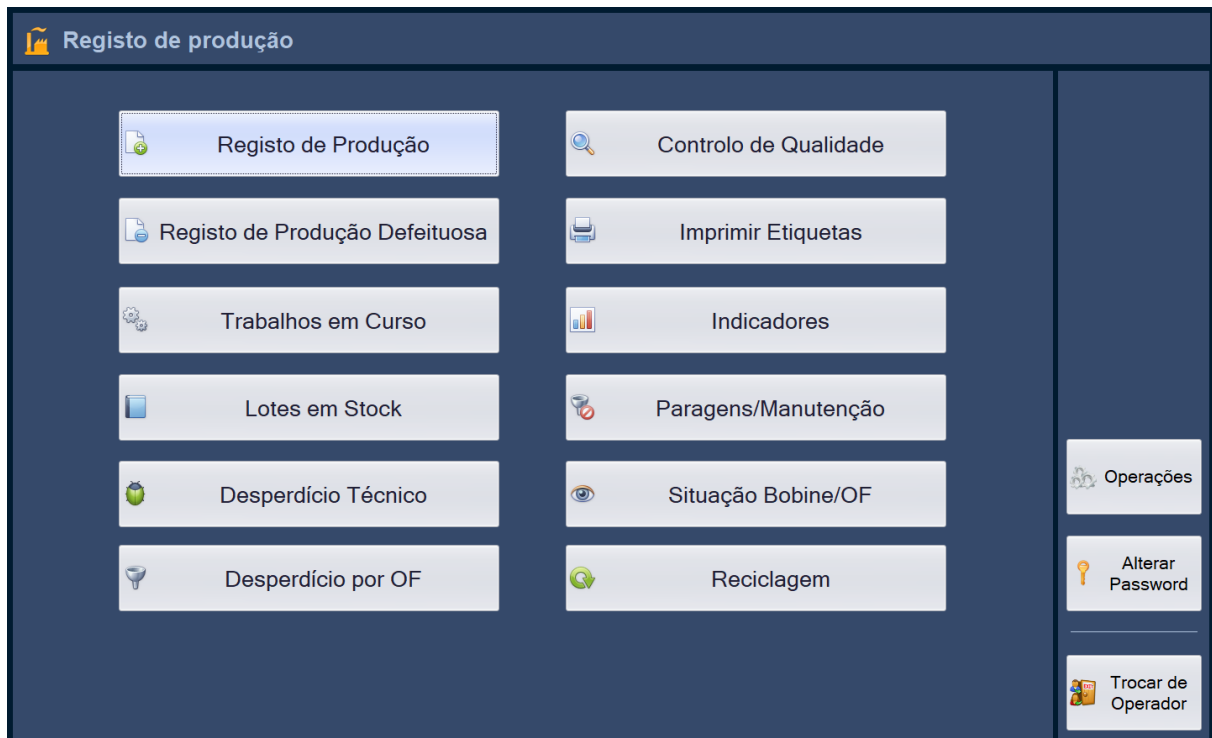 Registo de produção
Registo de Produção
Controlo de Qualidade
Registo de Produção Defeituosa
Imprimir Etiquetas
Trabalhos em Curso
Indicadores
Lotes em Stock
Paragens/Manutenção
Desperdício Técnico
Situação Bobine/OF
Desperdício por OF
Reciclagem
Operações
Alterar
Password
Trocar de
Operador